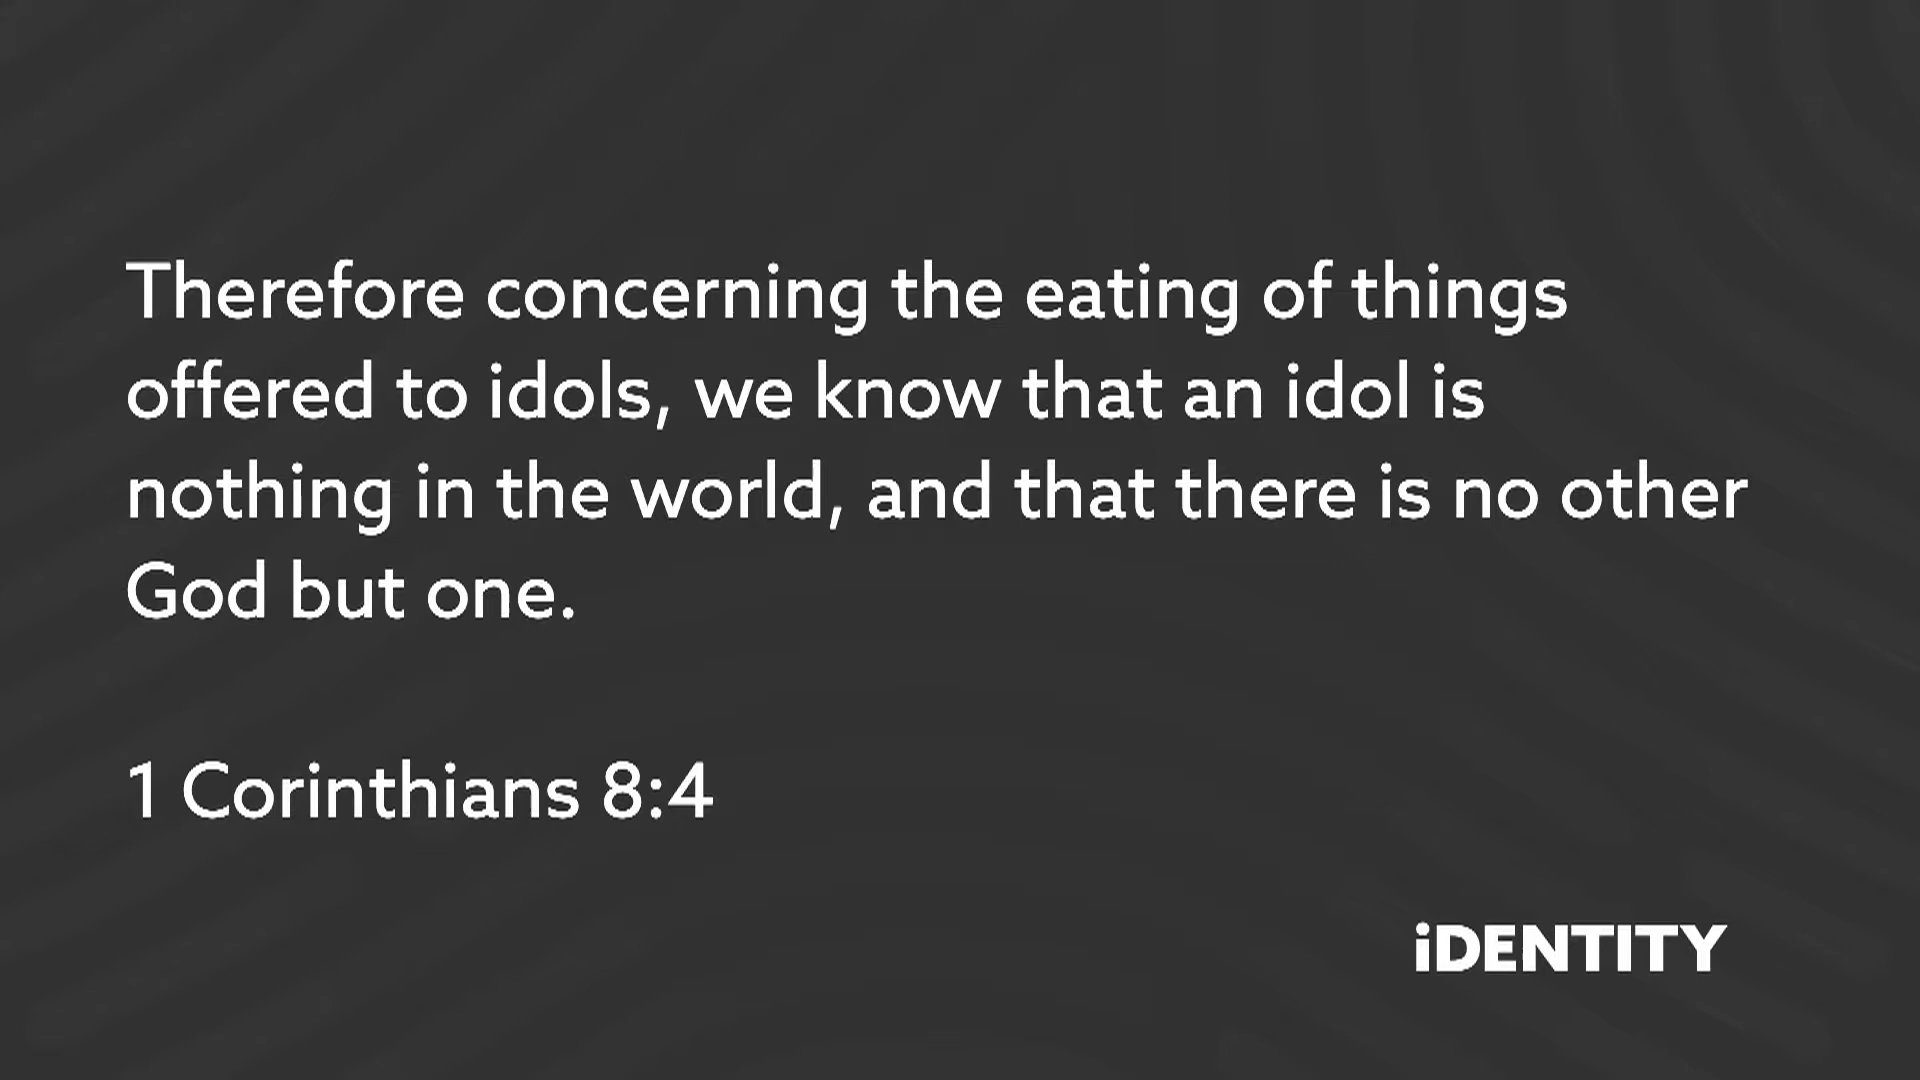 Therefore concerning the eating of things
offered to idols, we know that an idol is
nothing in the world, and that there is no other
God but one.
1 Corinthians 8:4
iDENTITY